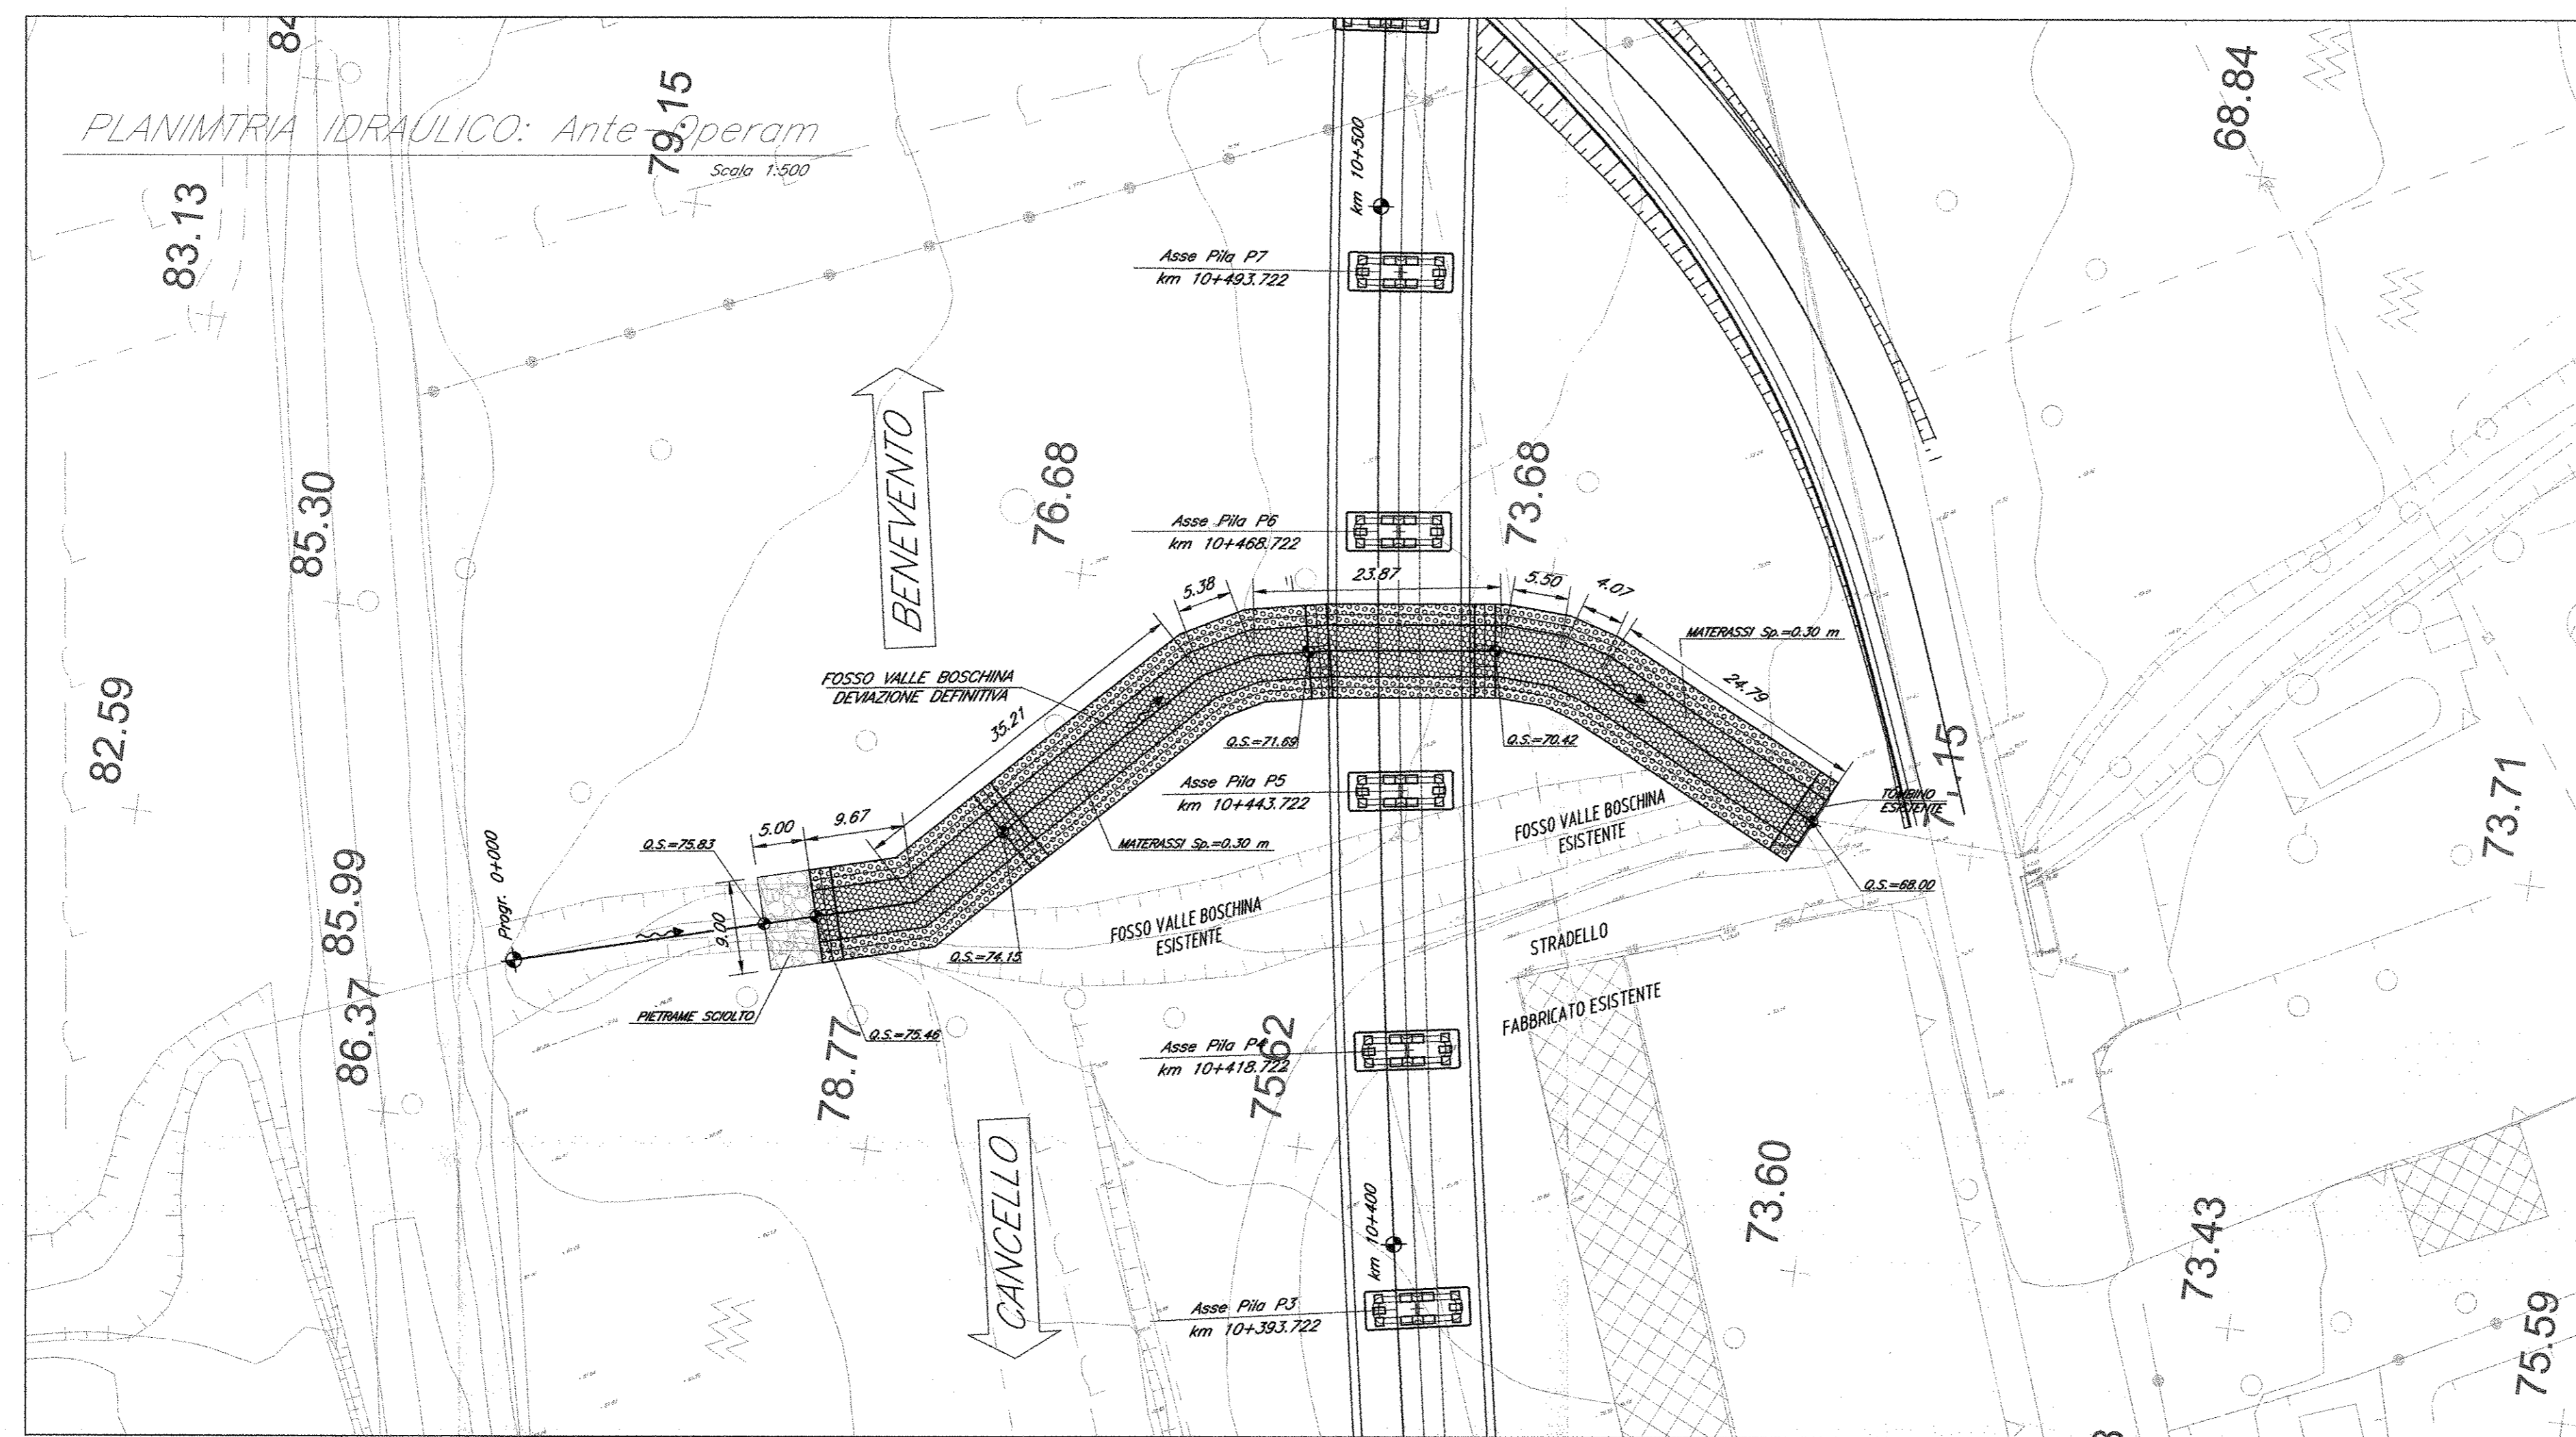 PLANIMTRIA IDRAULICO: Ante-Operam
Scala 1:500
79.15
83.13
85.30
82.59
85.99
86.37
78.77
76.68
73.68
75.62
73.60
68.84
73.71
73.43
75.59
km 10+500
Asse Pila P7
km 10+493.722
BENEVENTO
Asse Pila P6
km 10+468.722
5.38
23.87
5.50
4.07
MATERASSI Sp.=0.30 m
24.79
FOSSO VALLE BOSCHINA
DEVIAZIONE DEFINITIVA
35.21
Q.S.=71.69
Q.S.=70.42
Asse Pila P5
km 10+443.722
TOMBINO
ESISTENTE
FOSSO VALLE BOSCHINA
ESISTENTE
5.00
9.67
Q.S.=75.83
MATERASSI Sp.=0.30 m
Q.S.=68.00
Progr. 0+000
9.00
FOSSO VALLE BOSCHINA
ESISTENTE
STRADELLO
Q.S.=74.15
FABBRICATO ESISTENTE
PIETRAME SCIOLTO
Q.S.=75.46
Asse Pila P4
km 10+418.722
CANCELLO
km 10+400
Asse Pila P3
km 10+393.722